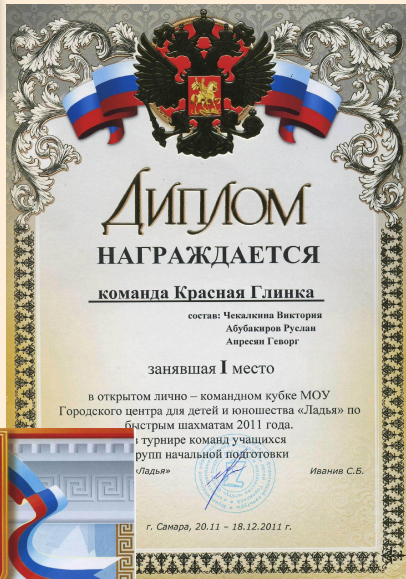 Диплом
НАГРАЖДАЕТСЯ
команда Красная Глинка
состав: Чекалкина Виктория
Абубакиров Руслан
Апресян Геворг
занявшая I место
в открытом лично – командном кубке МОУ
Городского центра для детей и юношества «Ладья» по
быстрым шахматам 2011 года.
в турнире команд учащихся
групп начальной подготовки
«Ладья» Иванив С.Б.
г. Самара, 20.11 – 18.12.2011 г.